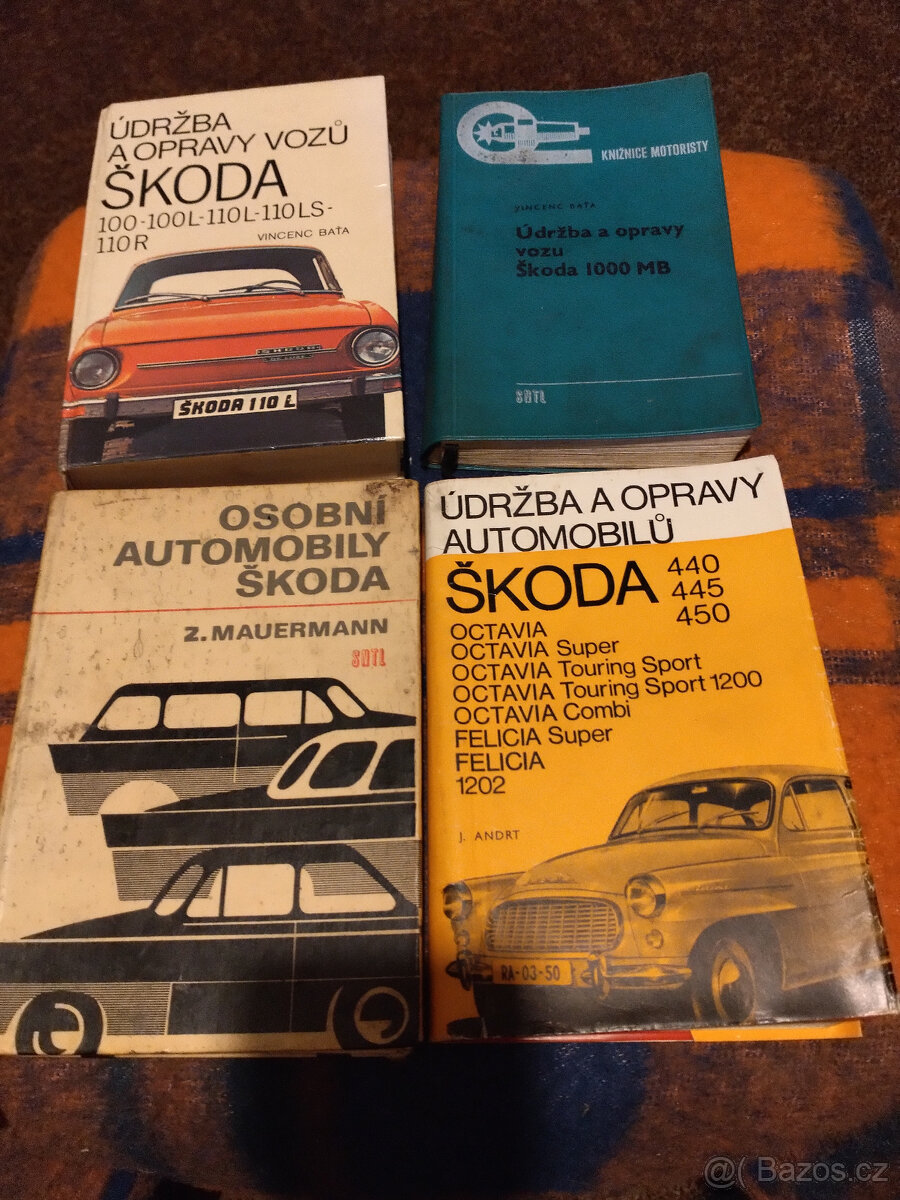 ÚDRŽBA
A OPRAVY VOZŮ
ŠKODA
100-100L-110L-110LS-
110R
VINCENC BAŤA
ŠKODA
DE LUXE
ŠKODA 110 L
KNIŽNICE MOTORISTY
VINCENC BAŤA
Údržba a opravy
vozu
Škoda 1000 MB
SNTL
OSOBNÍ
AUTOMOBILY
ŠKODA
Z. MAUERMANN
SNTL
ÚDRŽBA A OPRAVY
AUTOMOBILŮ
ŠKODA 440
445
450
OCTAVIA
OCTAVIA Super
OCTAVIA Touring Sport
OCTAVIA Touring Sport 1200
OCTAVIA Combi
FELICIA Super
FELICIA
1202
J. ANDRT
RA-03-50
@( Bazos.cz